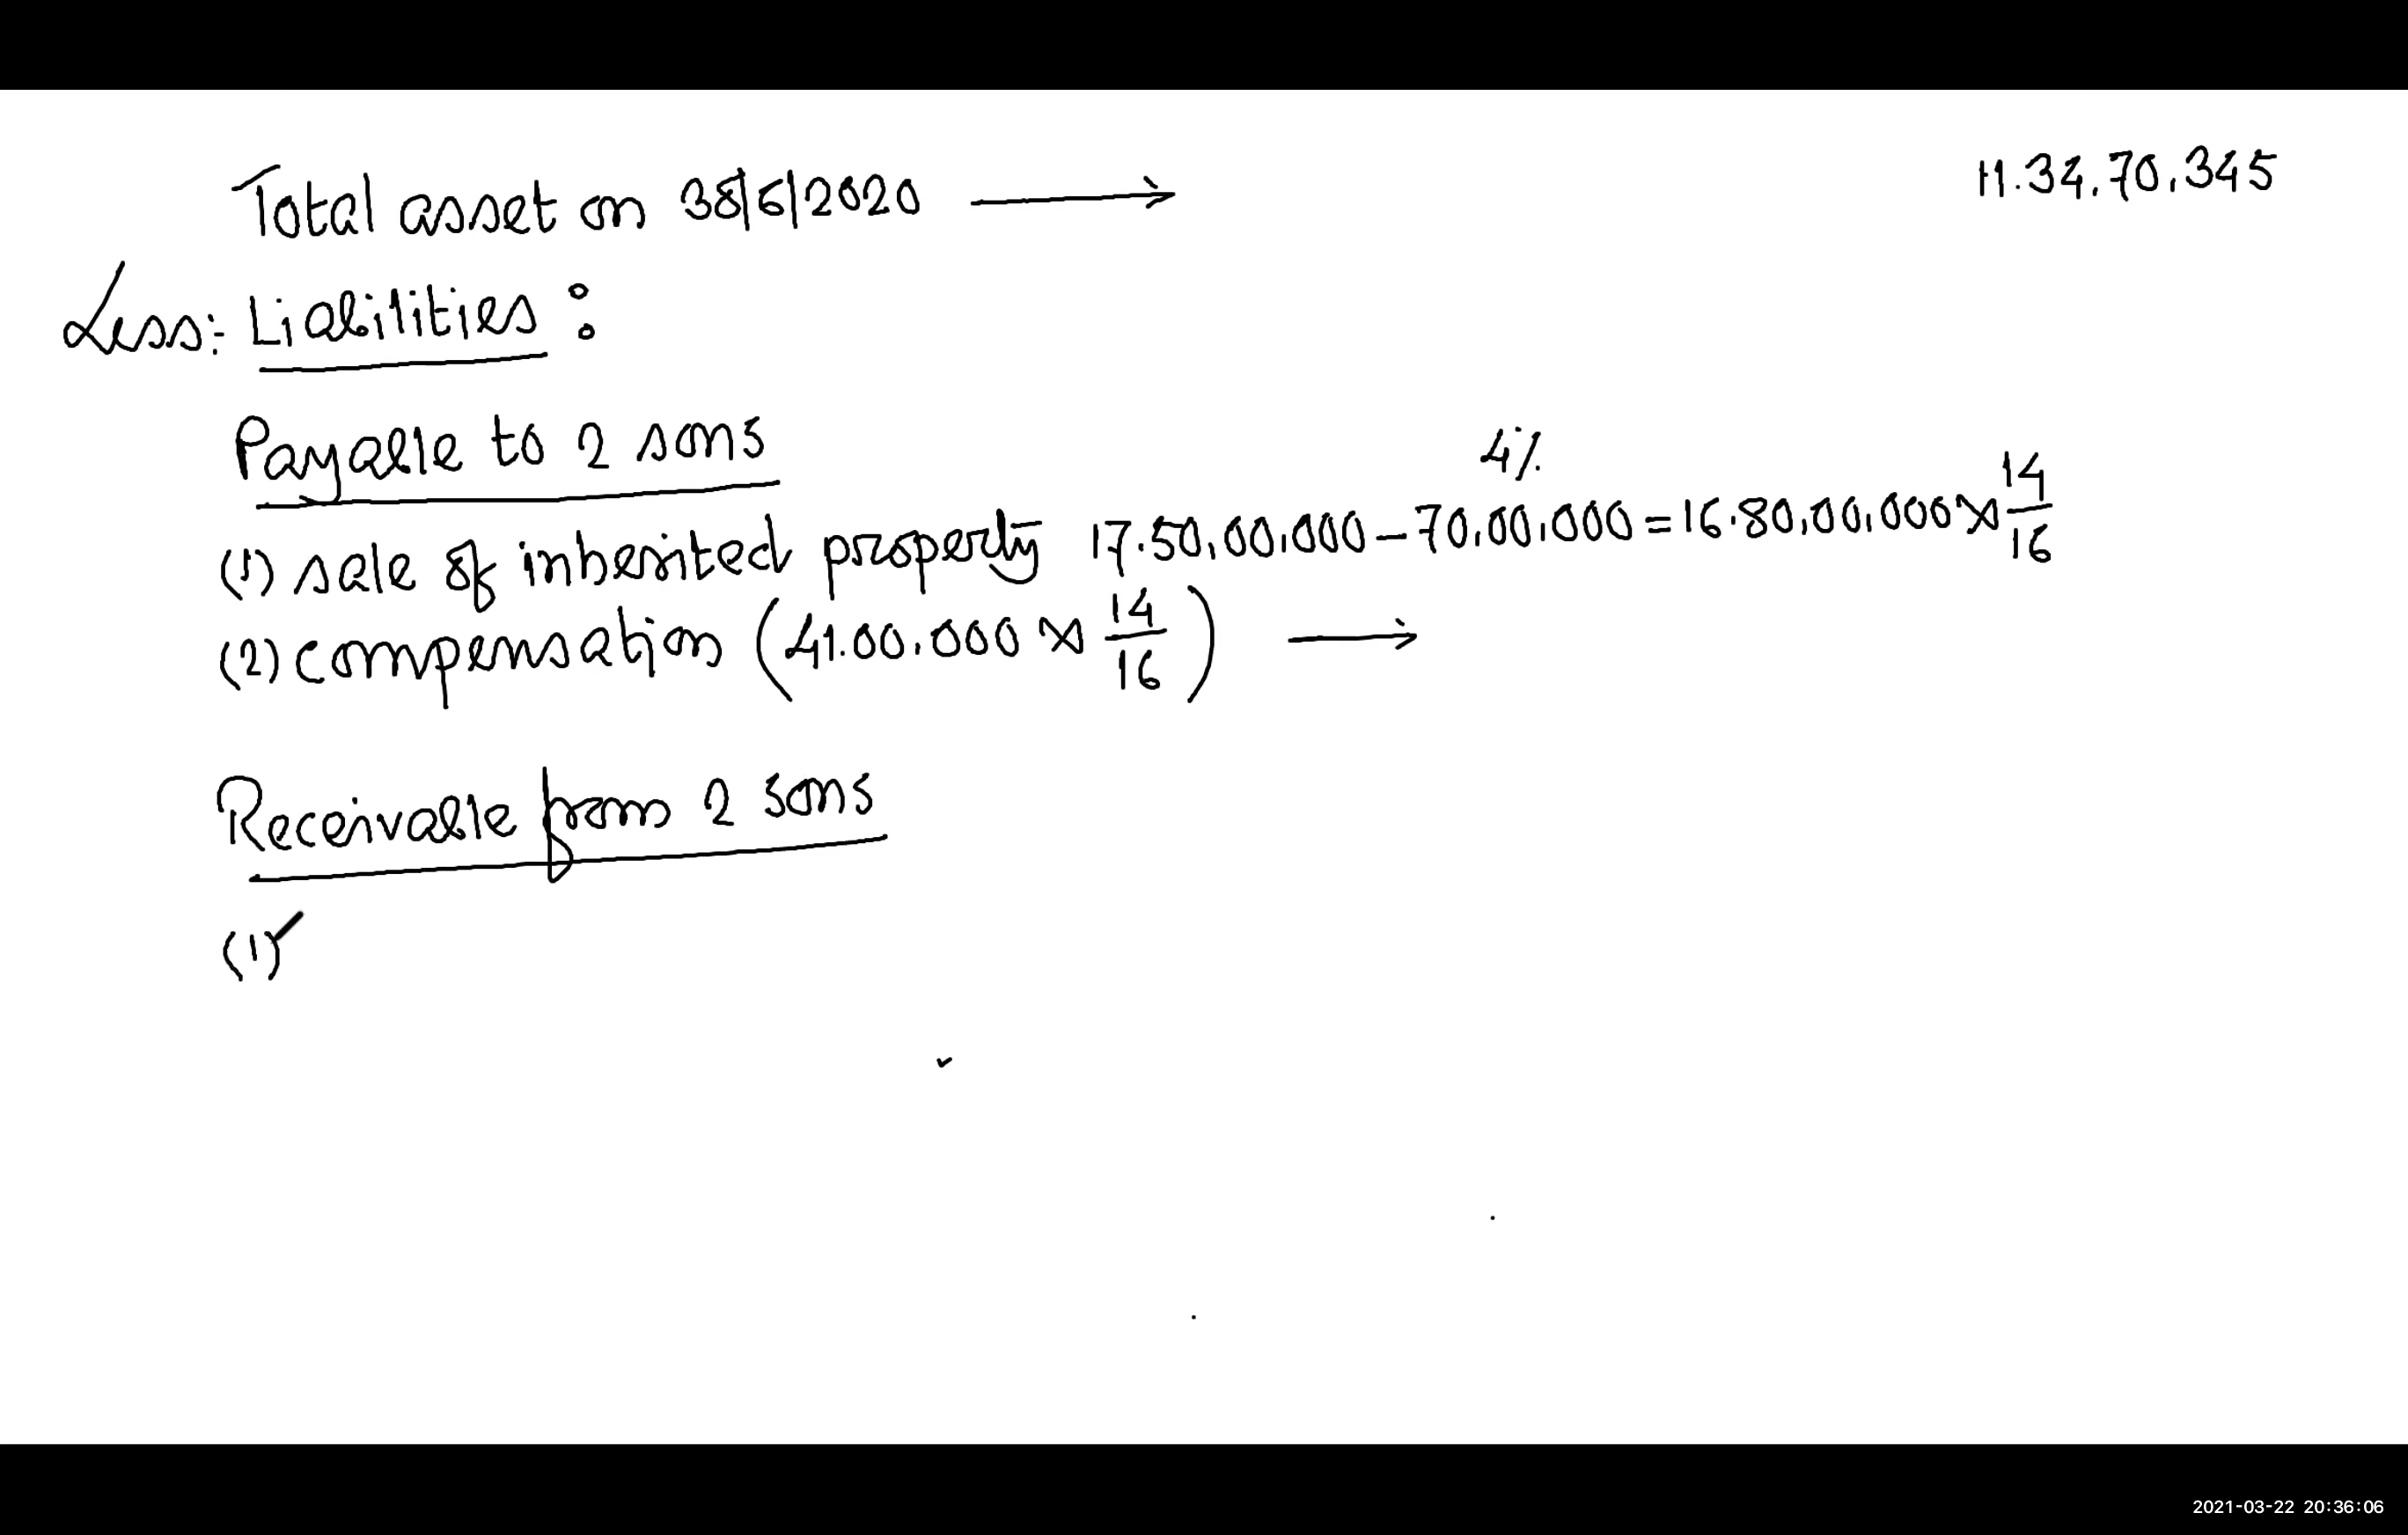 Total asset on 30/6/2020 → 11.34,70,345
Less: Liabilities:
Payable to 2 sons
4%
(1) sale of inherited property 17.50,00,000 - 70,00,000 = 16.80,00,000 × 14/16
(2) compensation (41.00,000 × 14/16) →
Receivable from 2 sons
(1)
2021-03-22 20:36:06